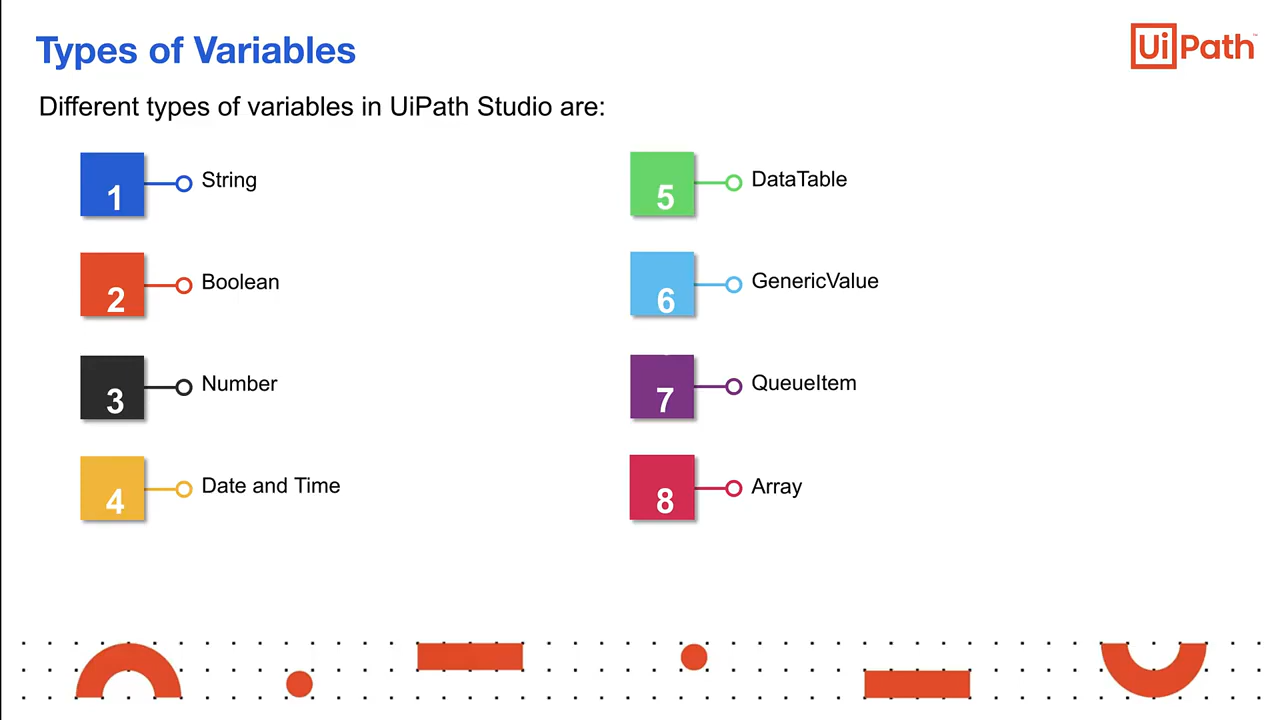 Types of Variables
UiPath™
Different types of variables in UiPath Studio are:
1 String
2 Boolean
3 Number
4 Date and Time
5 DataTable
6 GenericValue
7 QueueItem
8 Array